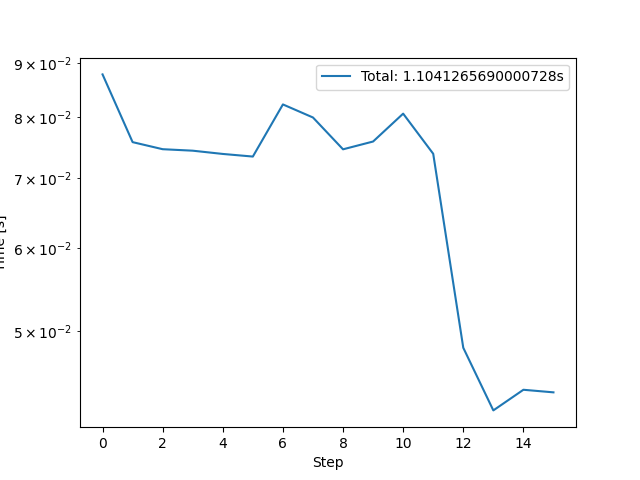 Total: 1.1041265690000728s
9 × 10⁻²
8 × 10⁻²
7 × 10⁻²
6 × 10⁻²
5 × 10⁻²
[s]
0 2 4 6 8 10 12 14
Step